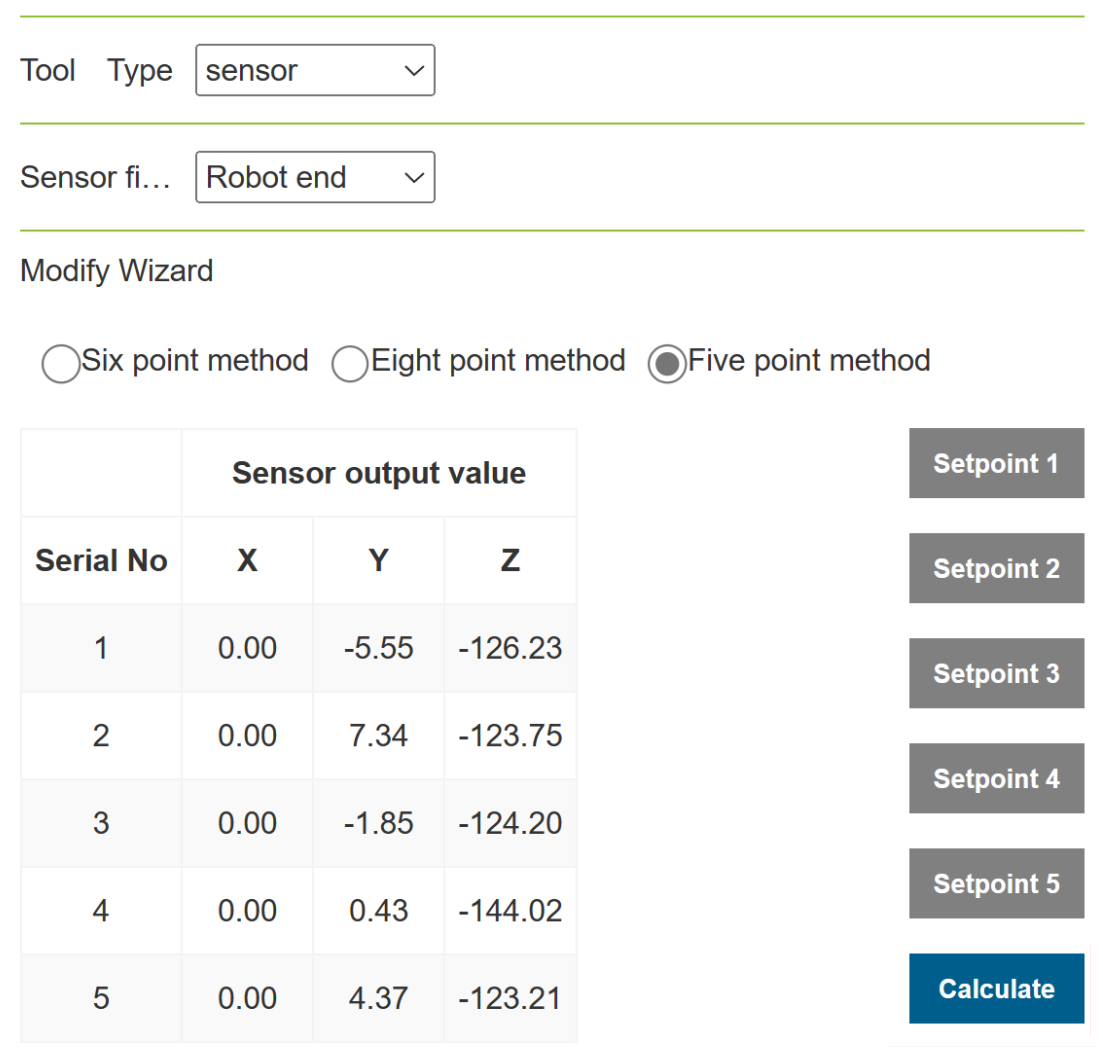 Tool Type sensor
Sensor fi… Robot end
Modify Wizard
Six point method Eight point method Five point method
Sensor output value
Serial No X Y Z
1 0.00 -5.55 -126.23
2 0.00 7.34 -123.75
3 0.00 -1.85 -124.20
4 0.00 0.43 -144.02
5 0.00 4.37 -123.21
Setpoint 1
Setpoint 2
Setpoint 3
Setpoint 4
Setpoint 5
Calculate